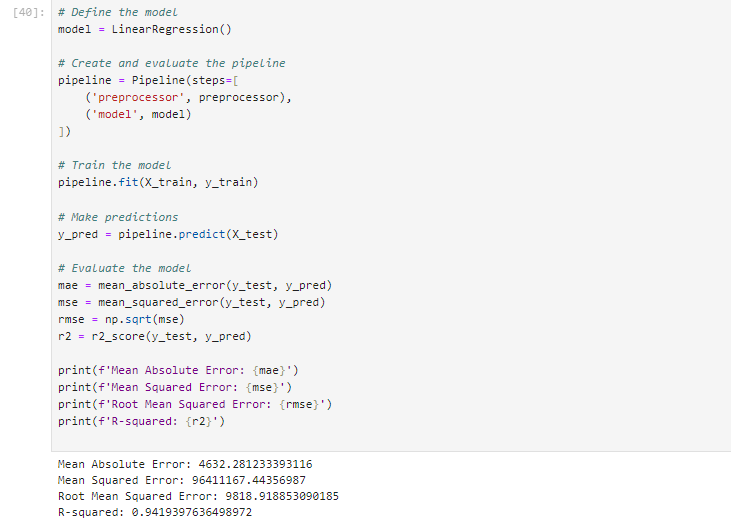 [40]:
# Define the model
model = LinearRegression()
# Create and evaluate the pipeline
pipeline = Pipeline(steps=[
    ('preprocessor', preprocessor),
    ('model', model)
])
# Train the model
pipeline.fit(X_train, y_train)
# Make predictions
y_pred = pipeline.predict(X_test)
# Evaluate the model
mae = mean_absolute_error(y_test, y_pred)
mse = mean_squared_error(y_test, y_pred)
rmse = np.sqrt(mse)
r2 = r2_score(y_test, y_pred)
print(f'Mean Absolute Error: {mae}')
print(f'Mean Squared Error: {mse}')
print(f'Root Mean Squared Error: {rmse}')
print(f'R-squared: {r2}')
Mean Absolute Error: 4632.281233393116
Mean Squared Error: 96411167.44356987
Root Mean Squared Error: 9818.918853090185
R-squared: 0.9419397636498972